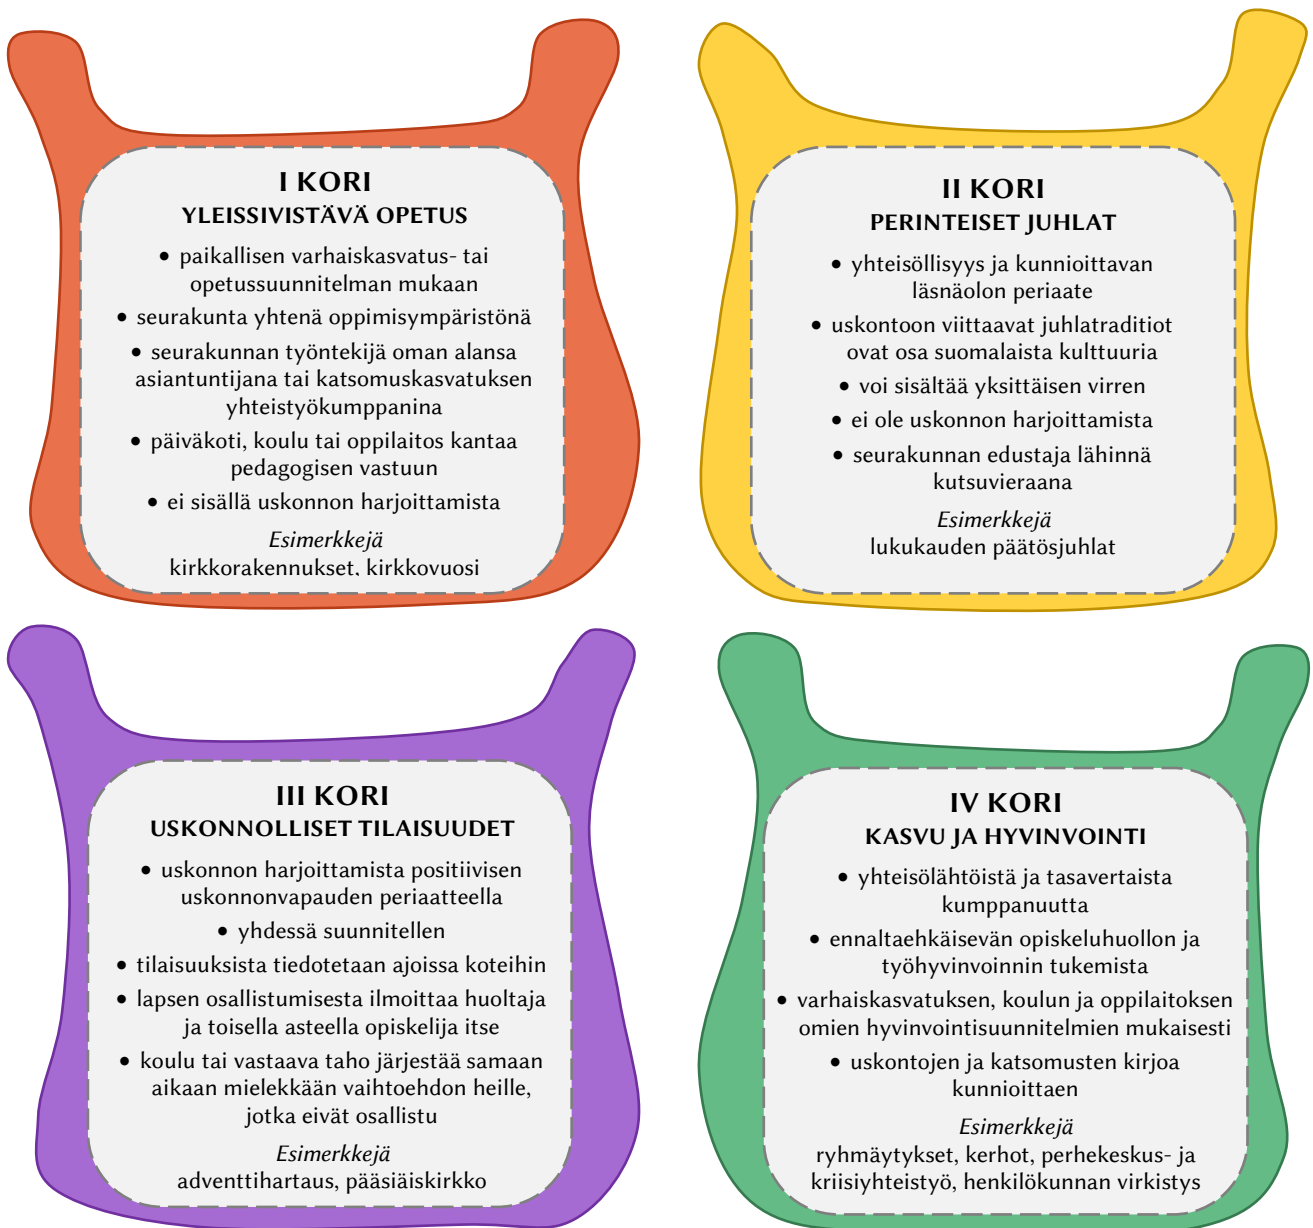 I KORI
YLEISSIVISTÄVÄ OPETUS
• paikallisen varhaiskasvatus- tai
opetussuunnitelman mukaan
• seurakunta yhtenä oppimisympäristönä
• seurakunnan työntekijä oman alansa
asiantuntijana tai katsomuskasvatuksen
yhteistyökumppanina
• päiväkoti, koulu tai oppilaitos kantaa
pedagogisen vastuun
• ei sisällä uskonnon harjoittamista
Esimerkkejä
kirkkorakennukset, kirkkovuosi
II KORI
PERINTEISET JUHLAT
• yhteisöllisyys ja kunnioittavan
läsnäolon periaate
• uskontoon viittaavat juhlatraditiot
ovat osa suomalaista kulttuuria
• voi sisältää yksittäisen virren
• ei ole uskonnon harjoittamista
• seurakunnan edustaja lähinnä
kutsuvieraana
Esimerkkejä
lukukauden päätösjuhlat
III KORI
USKONNOLLISET TILAISUUDET
• uskonnon harjoittamista positiivisen
uskonnonvapauden periaatteella
• yhdessä suunnitellen
• tilaisuuksista tiedotetaan ajoissa koteihin
• lapsen osallistumisesta ilmoittaa huoltaja
ja toisella asteella opiskelija itse
• koulu tai vastaava taho järjestää samaan
aikaan mielekkään vaihtoehdon heille,
jotka eivät osallistu
Esimerkkejä
adventtihartaus, pääsiäiskirkko
IV KORI
KASVU JA HYVINVOINTI
• yhteisölähtöistä ja tasavertaista
kumppanuutta
• ennaltaehkäisevän opiskeluhuollon ja
työhyvinvoinnin tukemista
• varhaiskasvatuksen, koulun ja oppilaitoksen
omien hyvinvointisuunnitelmien mukaisesti
• uskontojen ja katsomusten kirjoa
kunnioittaen
Esimerkkejä
ryhmäytykset, kerhot, perhekeskus- ja
kriisiyhteistyö, henkilökunnan virkistys